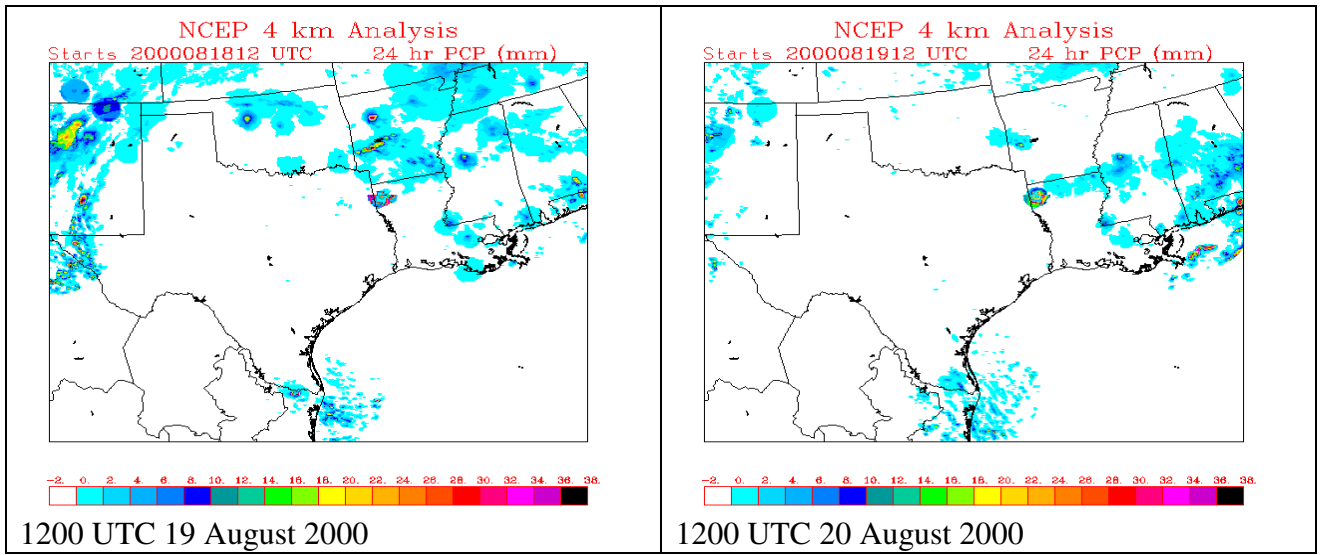 NCEP 4 km Analysis
Starts 2000081812 UTC 24 hr PCP (mm)
-2. 0. 2. 4. 6. 8. 10. 12. 14. 16. 18. 20. 22. 24. 26. 28. 30. 32. 34. 36. 38.
1200 UTC 19 August 2000
NCEP 4 km Analysis
Starts 2000081912 UTC 24 hr PCP (mm)
-2. 0. 2. 4. 6. 8. 10. 12. 14. 16. 18. 20. 22. 24. 26. 28. 30. 32. 34. 36. 38.
1200 UTC 20 August 2000